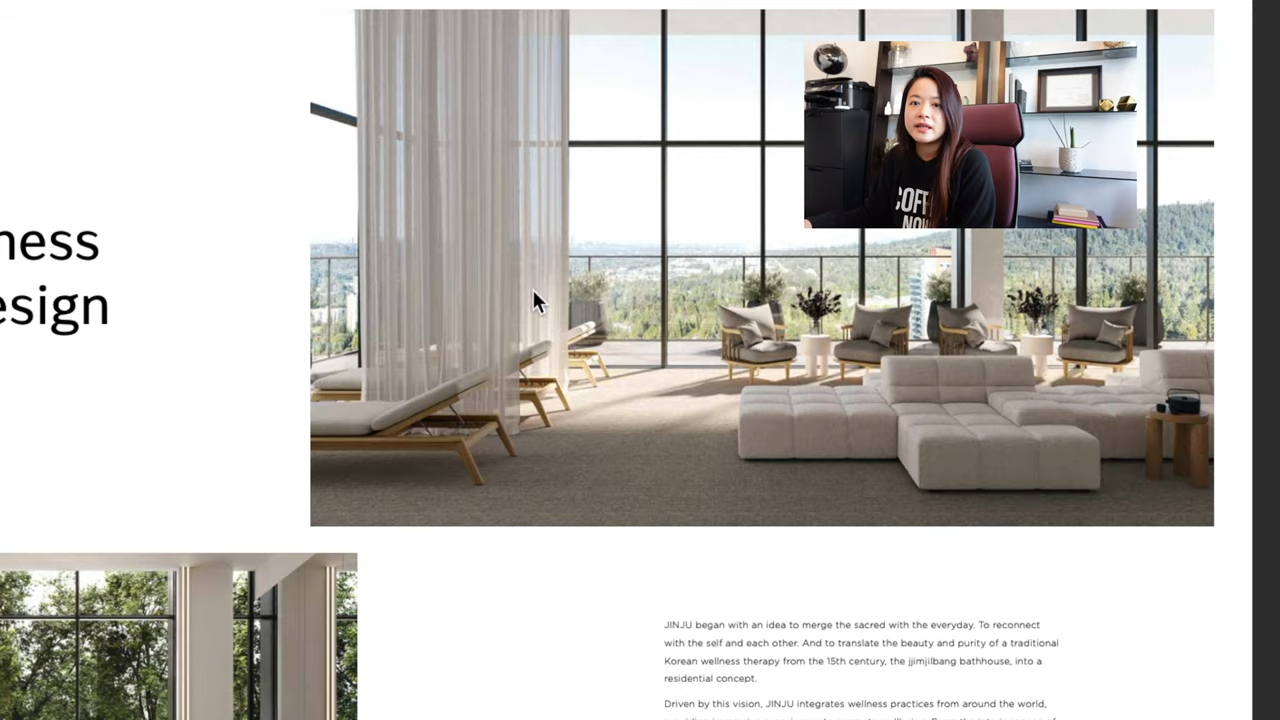 ness
esign
COFF
NOW
JINJU began with an idea to merge the sacred with the everyday. To reconnect
with the self and each other. And to translate the beauty and purity of a traditional
Korean wellness therapy from the 15th century, the jjimjilbang bathhouse, into a
residential concept.
Driven by this vision, JINJU integrates wellness practices from around the world,